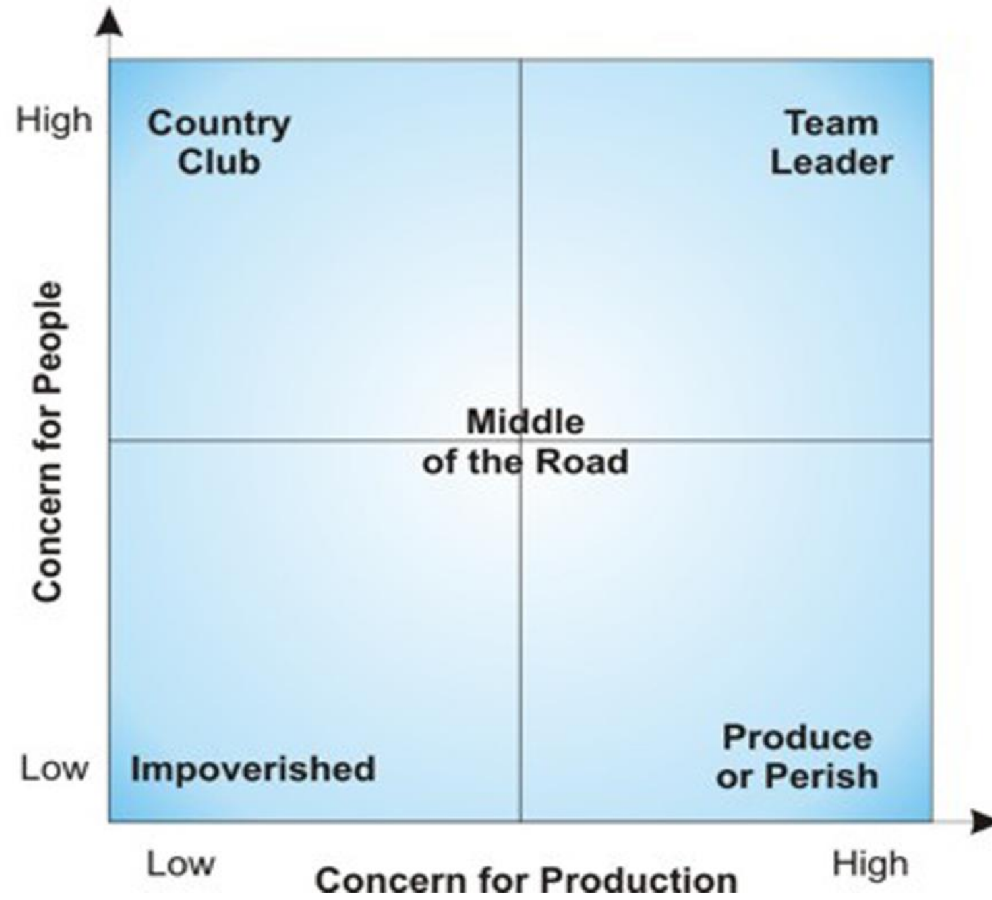 High
Country
Club
Team
Leader
Concern for People
Middle
of the Road
Low
Impoverished
Produce
or Perish
Low
Concern for Production
High